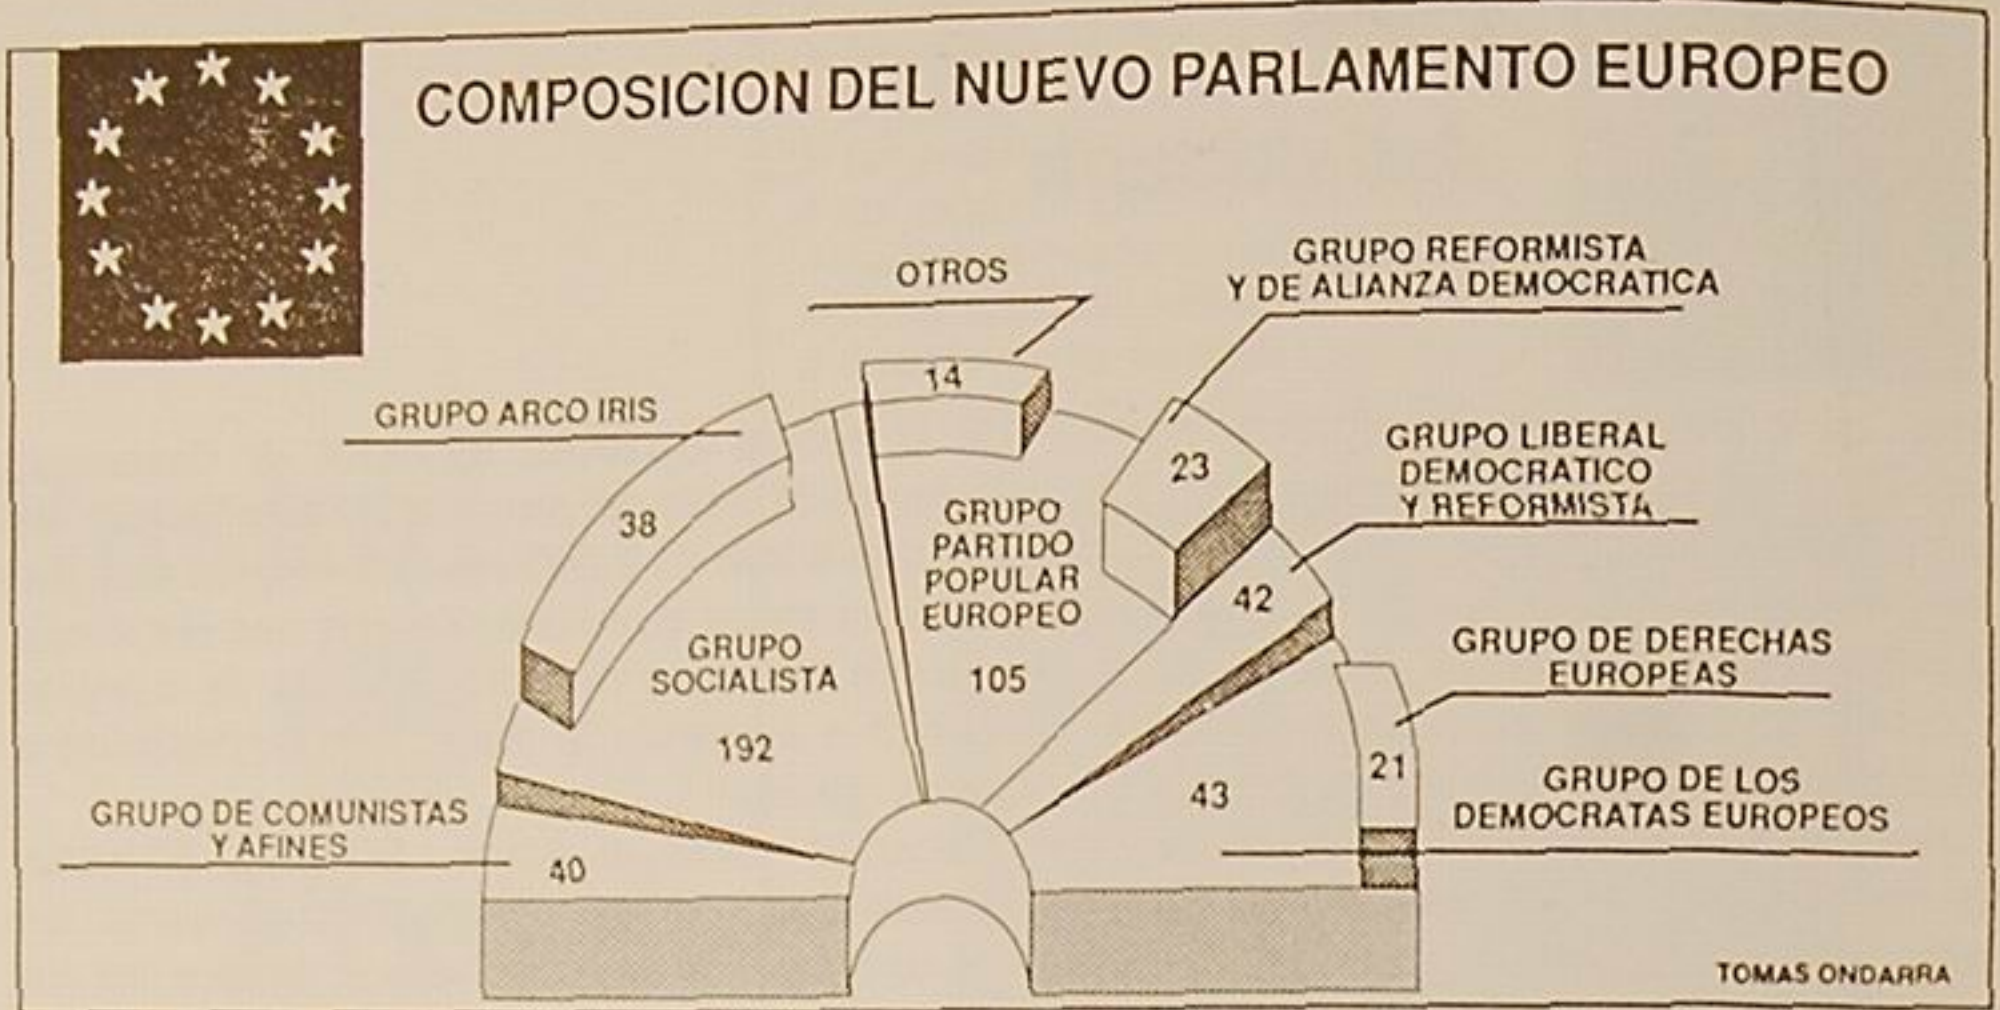 COMPOSICION DEL NUEVO PARLAMENTO EUROPEO
OTROS
14
GRUPO REFORMISTA
Y DE ALIANZA DEMOCRATICA
23
GRUPO ARCO IRIS
38
GRUPO LIBERAL
DEMOCRATICO
Y REFORMISTA
42
GRUPO
PARTIDO
POPULAR
EUROPEO
105
GRUPO
SOCIALISTA
192
GRUPO DE DERECHAS
EUROPEAS
21
GRUPO DE LOS
DEMOCRATAS EUROPEOS
43
GRUPO DE COMUNISTAS
Y AFINES
40
TOMAS ONDARRA